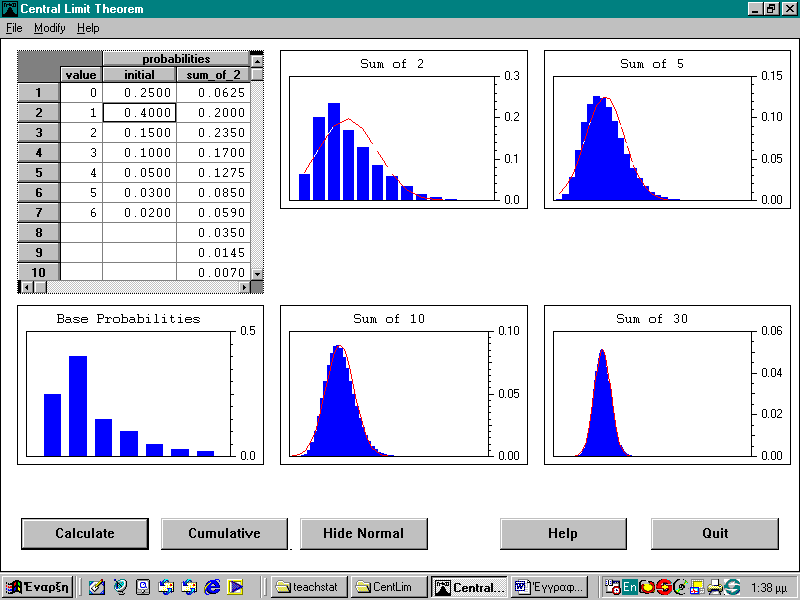 Central Limit Theorem
File Modify Help
probabilities
value initial sum_of_2
1 0 0.2500 0.0625
2 1 0.4000 0.2000
3 2 0.1500 0.2350
4 3 0.1000 0.1700
5 4 0.0500 0.1275
6 5 0.0300 0.0850
7 6 0.0200 0.0590
8 0.0350
9 0.0145
10 0.0070
Sum of 2
0.3
0.2
0.1
0.0
Sum of 5
0.15
0.10
0.05
0.00
Base Probabilities
0.5
0.0
Sum of 10
0.10
0.05
0.00
Sum of 30
0.06
0.04
0.02
0.00
Calculate Cumulative Hide Normal Help Quit
Έναρξη teachstat CentLim Central... Έγγραφ... En 1:38 μμ